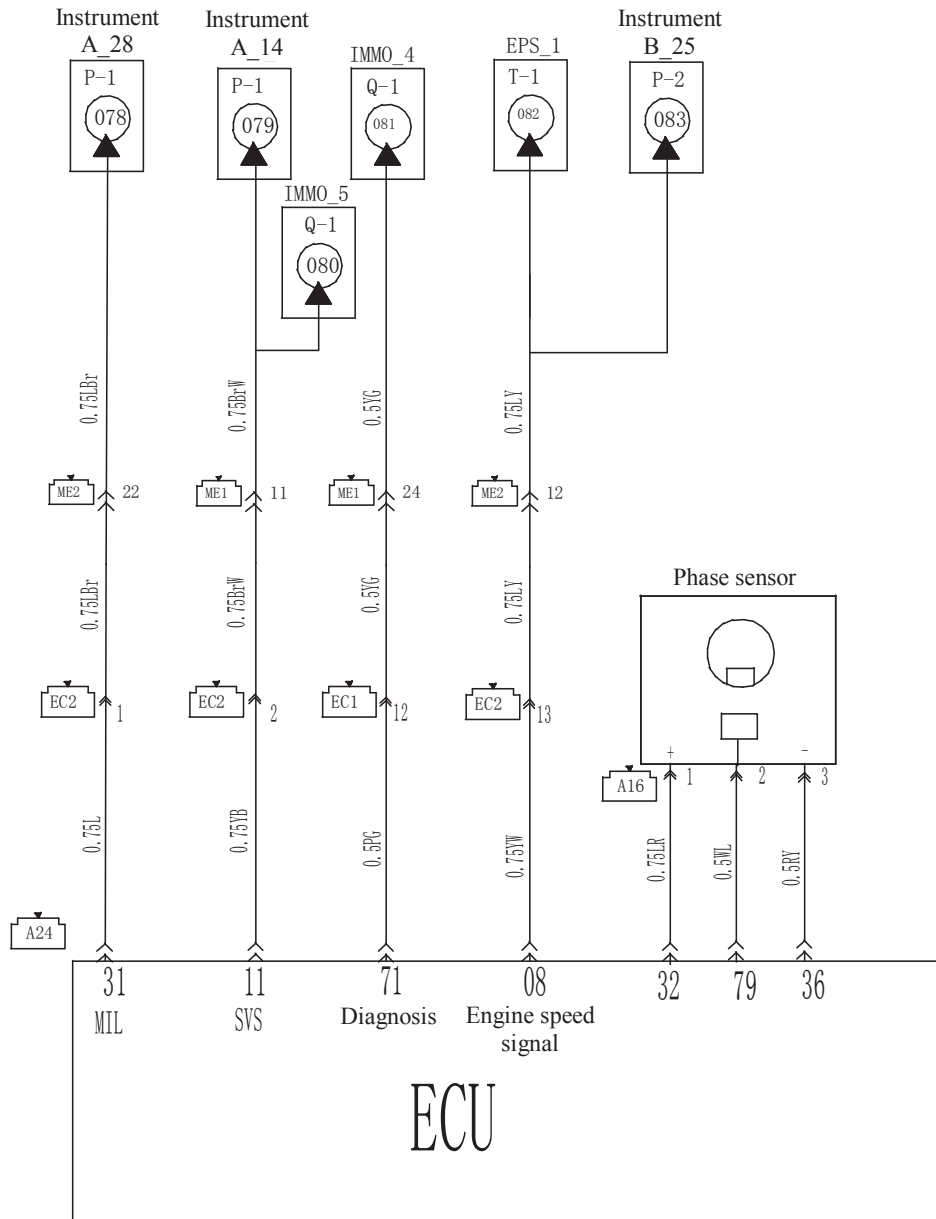 Instrument
A_28
Instrument
A_14
IMMO_4
EPS_1
Instrument
B_25
P-1
P-1
Q-1
T-1
P-2
078
079
081
082
083
IMMO_5
Q-1
080
0.75LBr
0.75BrW
0.5YG
0.75LY
ME2
22
ME1
11
ME1
24
ME2
12
0.75LBr
0.75BrW
0.5YG
0.75LY
Phase sensor
EC2
1
EC2
2
EC1
12
EC2
13
+
-
A16
1
2
3
0.75L
0.75YB
0.5PG
0.75YW
0.75LR
0.5WL
0.5RY
A24
31
11
71
08
32
79
36
MIL
SVS
Diagnosis
Engine speed
signal
ECU